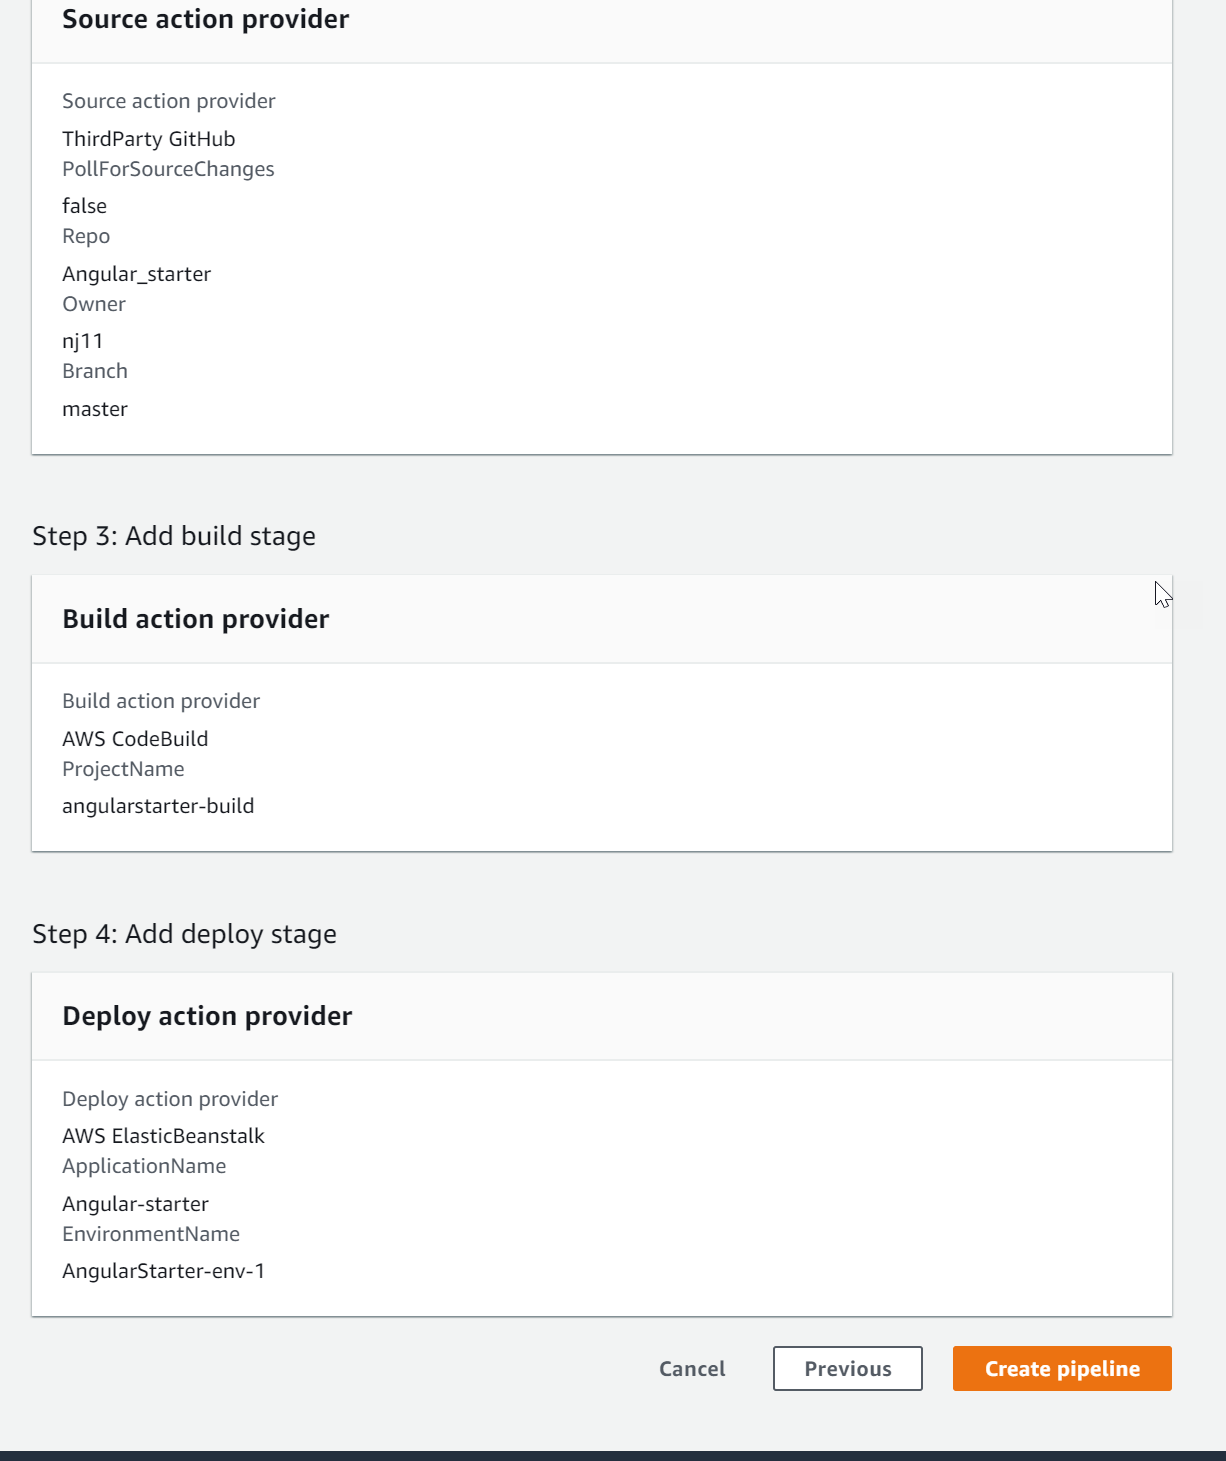 Source action provider
Source action provider
ThirdParty GitHub
PollForSourceChanges
false
Repo
Angular_starter
Owner
nj11
Branch
master
Step 3: Add build stage
Build action provider
Build action provider
AWS CodeBuild
ProjectName
angularstarter-build
Step 4: Add deploy stage
Deploy action provider
Deploy action provider
AWS ElasticBeanstalk
ApplicationName
Angular-starter
EnvironmentName
AngularStarter-env-1
Cancel Previous Create pipeline